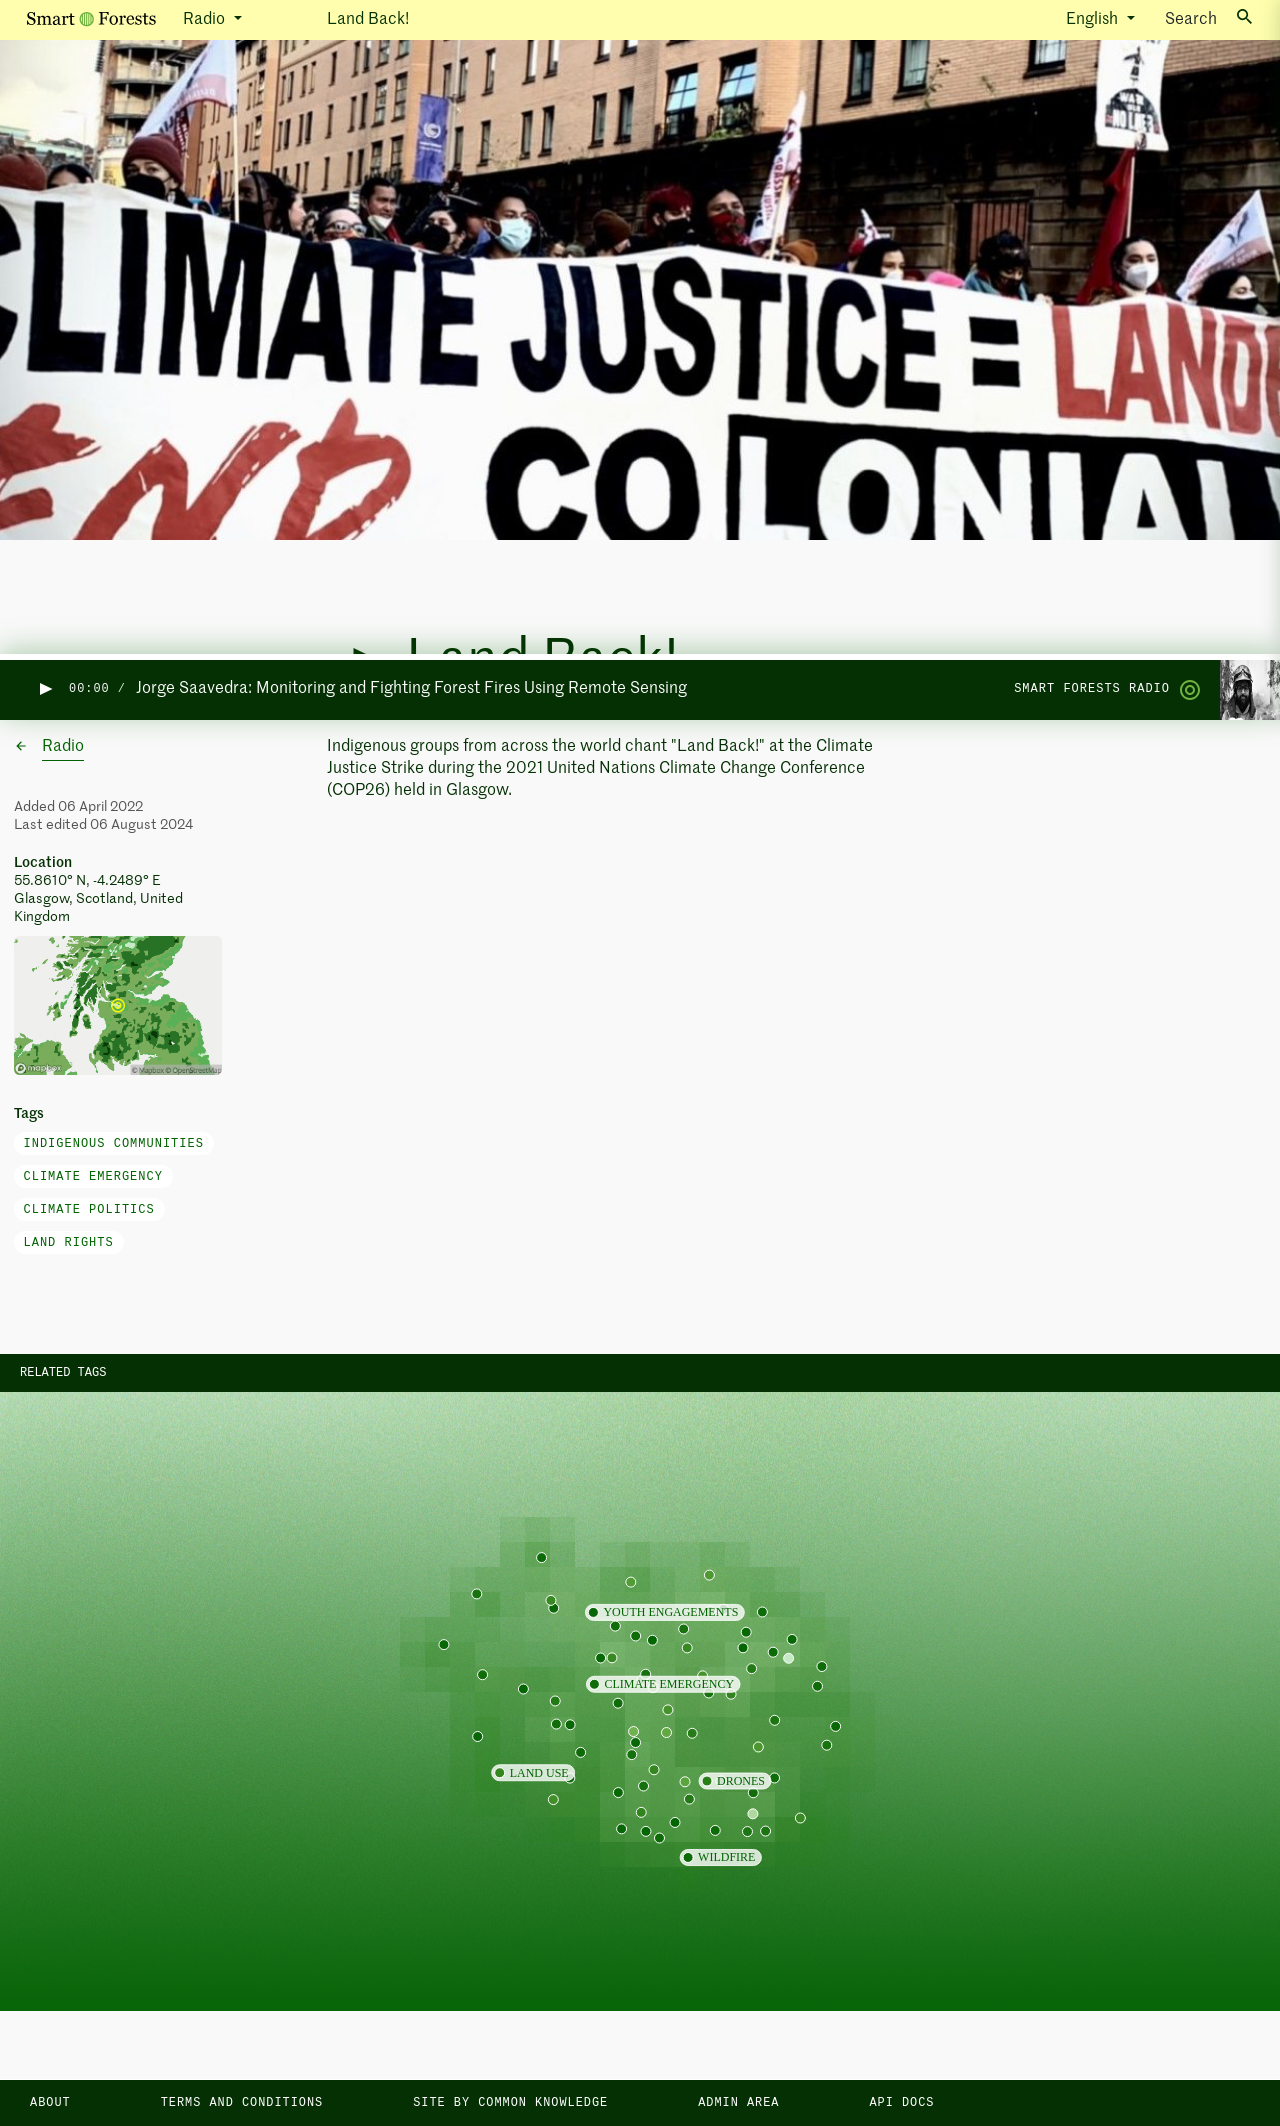 Smart Forests
Radio
Land Back!
English
Search
NO LIFE
CLIMATE JUSTICE = LAND
END COLONIAL
Land Back!
00:00 / Jorge Saavedra: Monitoring and Fighting Forest Fires Using Remote Sensing
SMART FORESTS RADIO
Radio
Indigenous groups from across the world chant "Land Back!" at the Climate
Justice Strike during the 2021 United Nations Climate Change Conference
(COP26) held in Glasgow.
Added 06 April 2022
Last edited 06 August 2024
Location
55.8610° N, -4.2489° E
Glasgow, Scotland, United
Kingdom
mapbox
© Mapbox © OpenStreetMap
Tags
INDIGENOUS COMMUNITIES
CLIMATE EMERGENCY
CLIMATE POLITICS
LAND RIGHTS
RELATED TAGS
YOUTH ENGAGEMENTS
CLIMATE EMERGENCY
LAND USE
DRONES
WILDFIRE
ABOUT
TERMS AND CONDITIONS
SITE BY COMMON KNOWLEDGE
ADMIN AREA
API DOCS